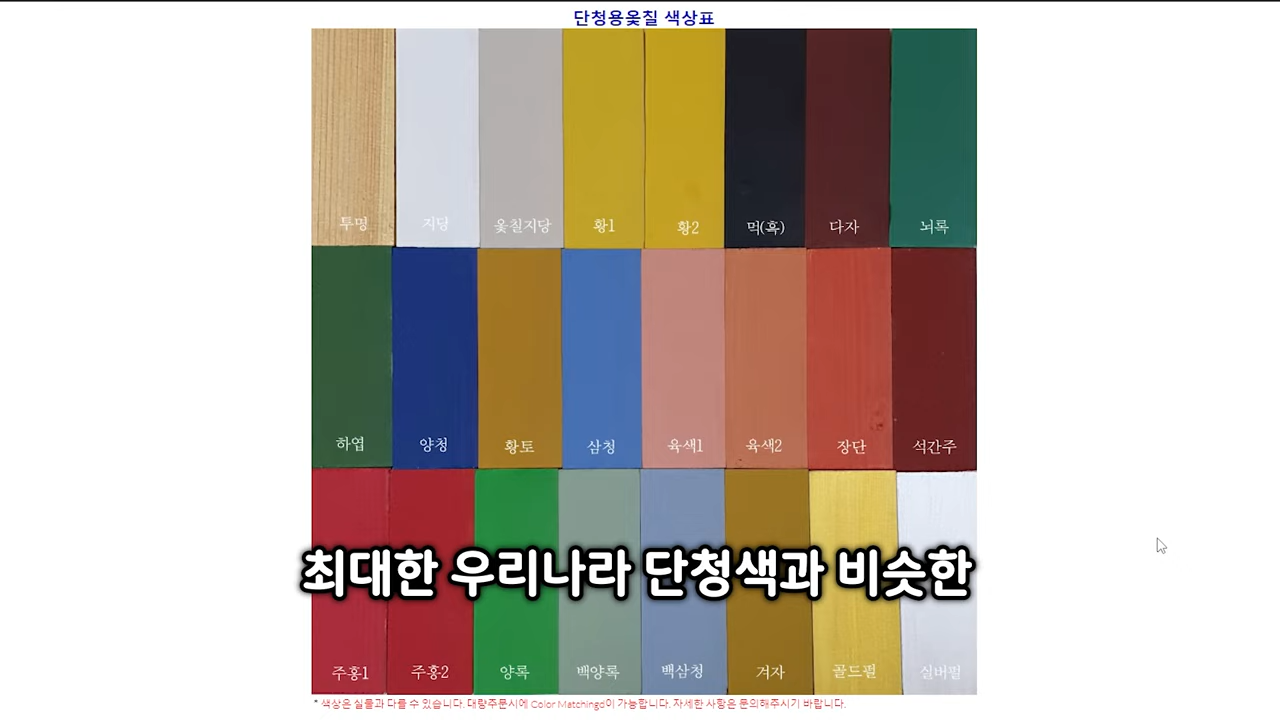 단청용옻칠 색상표
투명 지당 옻칠지당 황1 황2 먹(흑) 다자 뇌록
하엽 양청 황토 삼청 육색1 육색2 장단 석간주
최대한 우리나라 단청색과 비슷한
주홍1 주홍2 양록 백양록 백삼청 겨자 골드펄 실버펄
* 색상은 실물과 다를 수 있습니다. 대량주문시에 Color Matchingd이 가능합니다. 자세한 사항은 문의해주시기 바랍니다.